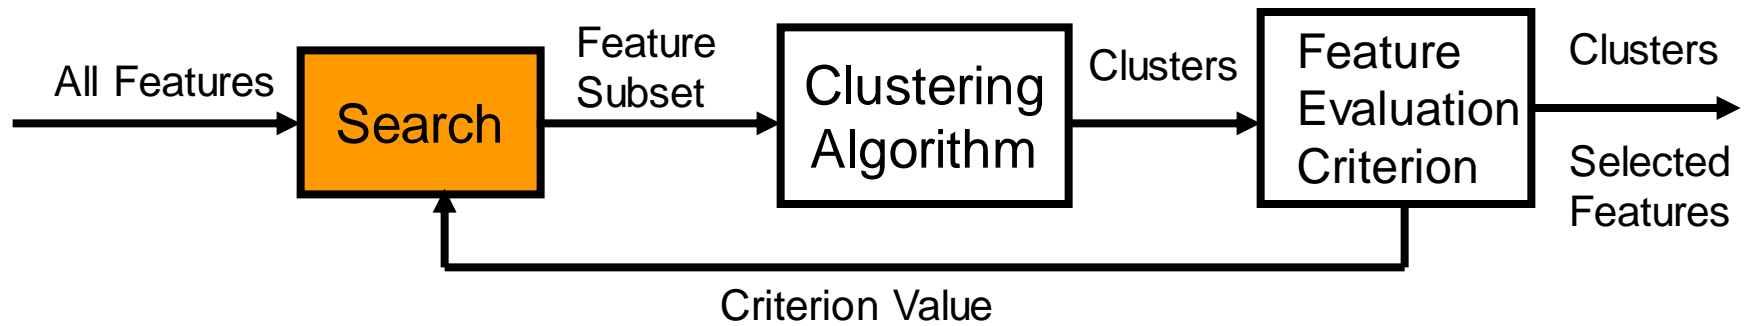 All Features
Search
Feature
Subset
Clustering
Algorithm
Clusters
Feature
Evaluation
Criterion
Clusters
Selected
Features
Criterion Value